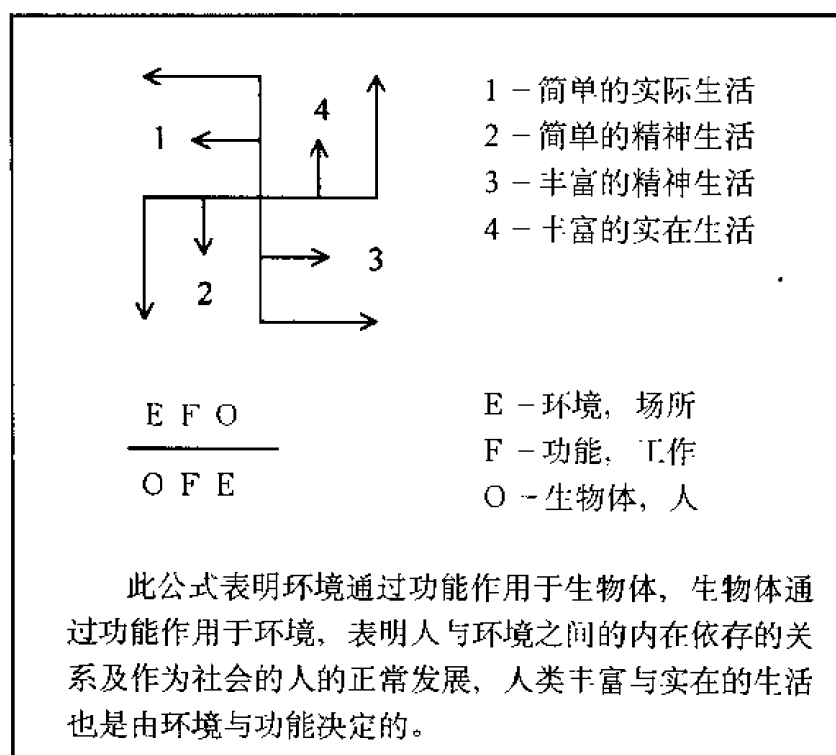 4
1
3
2
1 － 简单的实际生活
2 － 简单的精神生活
3 － 丰富的精神生活
4 － 丰富的实在生活
E F O
O F E
E － 环境，场所
F － 功能，工作
O － 生物体，人
此公式表明环境通过功能作用于生物体，生物体通
过功能作用于环境，表明人与环境之间的内在依存的关
系及作为社会的人的正常发展，人类丰富与实在的生活
也是由环境与功能决定的。